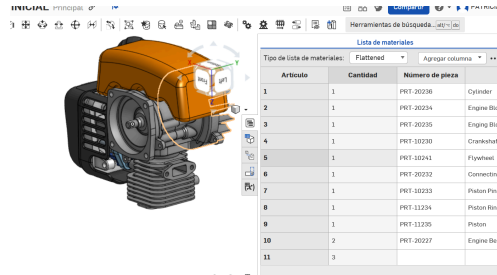 INICIAL Principal
Compartir
Herramientas de búsqueda... alt/⌥ c
Lista de materiales
Tipo de lista de materiales: Flattened Agregar columna
Artículo Cantidad Número de pieza
1 1 PRT-20236 Cylinder
2 1 PRT-20234 Engine Blo
3 1 PRT-20235 Enging Blo
4 1 PRT-10230 Crankshaf
5 1 PRT-10241 Flywheel
6 1 PRT-20232 Connectin
7 1 PRT-10233 Piston Pin
8 1 PRT-11234 Piston Rin
9 1 PRT-11235 Piston
10 2 PRT-20227 Engine Be
11 3
Front
Left